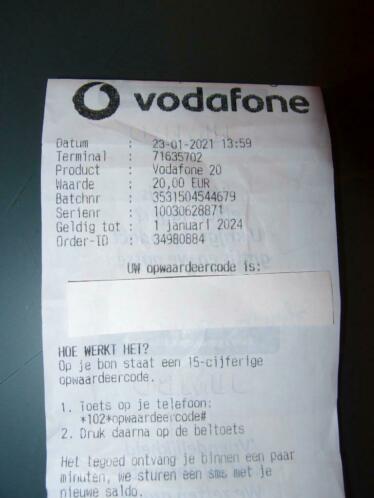 vodafone
Datum : 23-01-2021 13:59
Terminal : 71635702
Product : Vodafone 20
Waarde : 20,00 EUR
Batchnr : 3531504544679
Serienr : 10030628871
Geldig tot : 1 januari 2024
Order-ID : 34980884
UW opwaardeercode is:
HOE WERKT HET?
Op je bon staat een 15-cijferige
opwaardeercode.
1. Toets op je telefoon:
*102*opwaardeercode#
2. Druk daarna op de beltoets
Het tegoed ontvang je binnen een paar
minuten, we sturen een sms met je
nieuwe saldo.